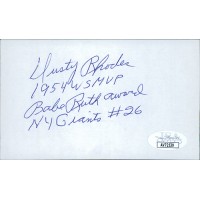 Dusty Rhodes
1954 WS MVP
Babe Ruth award
NY Giants #26
JSA